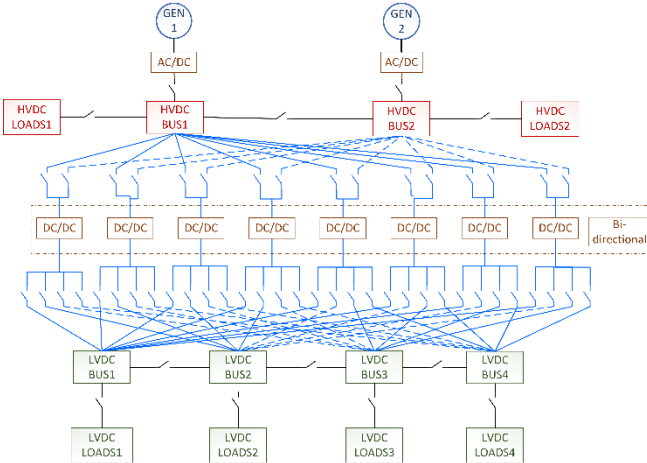 GEN
1
GEN
2
AC/DC
AC/DC
HVDC
LOADS1
HVDC
BUS1
HVDC
BUS2
HVDC
LOADS2
DC/DC
DC/DC
DC/DC
DC/DC
DC/DC
DC/DC
DC/DC
DC/DC
Bi-
directional
LVDC
BUS1
LVDC
BUS2
LVDC
BUS3
LVDC
BUS4
LVDC
LOADS1
LVDC
LOADS2
LVDC
LOADS3
LVDC
LOADS4